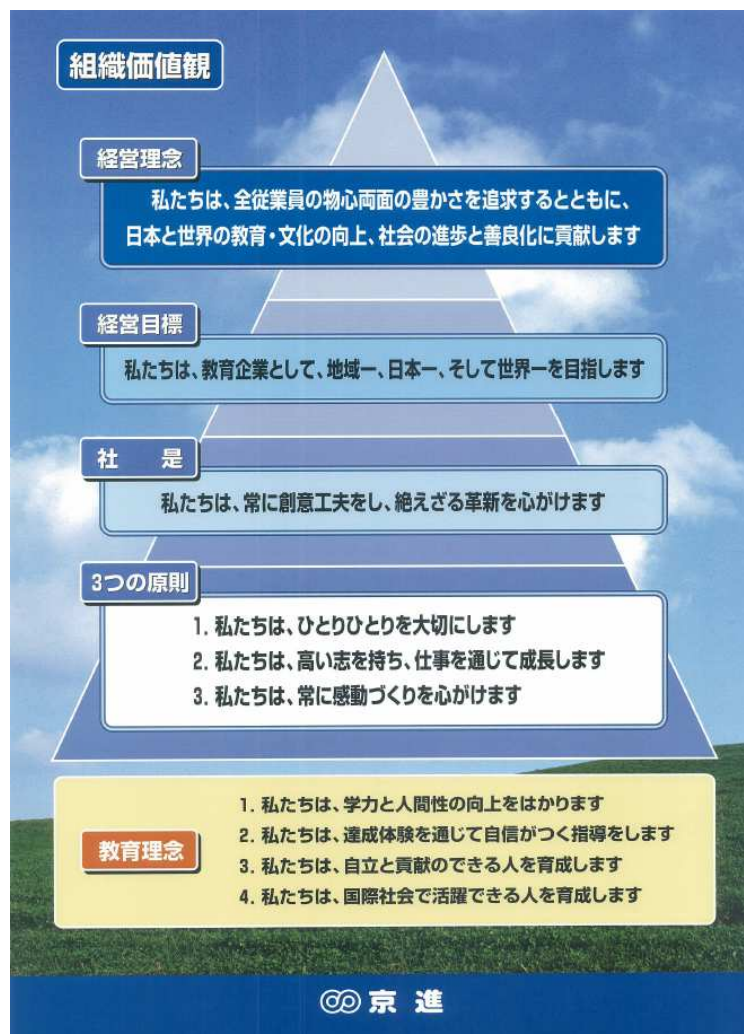 組織価値観
経営理念
私たちは、全従業員の物心両面の豊かさを追求するとともに、
日本と世界の教育・文化の向上、社会の進歩と善良化に貢献します
経営目標
私たちは、教育企業として、地域一、日本一、そして世界一を目指します
社　是
私たちは、常に創意工夫をし、絶えざる革新を心がけます
3つの原則
1. 私たちは、ひとりひとりを大切にします
2. 私たちは、高い志を持ち、仕事を通じて成長します
3. 私たちは、常に感動づくりを心がけます
教育理念
1. 私たちは、学力と人間性の向上をはかります
2. 私たちは、達成体験を通じて自信がつく指導をします
3. 私たちは、自立と貢献のできる人を育成します
4. 私たちは、国際社会で活躍できる人を育成します
京進